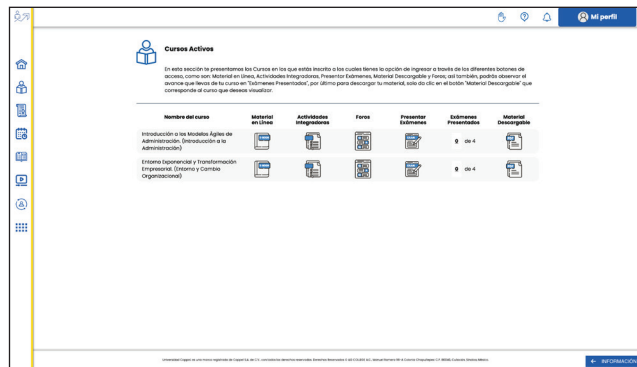 Mi perfil
Cursos Activos
En esta sección te presentamos los Cursos en los que estás inscrito a los cuales tienes la opción de ingresar a través de los diferentes botones de
acceso, como son: Material en Línea, Actividades Integradoras, Presentar Exámenes, Material Descargable y Foros; así también, podrás observar el
avance que llevas de tu curso en "Exámenes Presentados", por último para descargar tu material, solo da clic en el botón "Material Descargable" que
corresponde al curso que deseas visualizar.
Nombre del curso
Material en Línea
Actividades Integradoras
Foros
Presentar Exámenes
Exámenes Presentados
Material Descargable
Introducción a los Modelos Ágiles de
Administración. (Introducción a la
Administración)
0 de 4
Entorno Exponencial y Transformación
Empresarial. (Entorno y Cambio
Organizacional)
0 de 4
← INFORMACIÓN